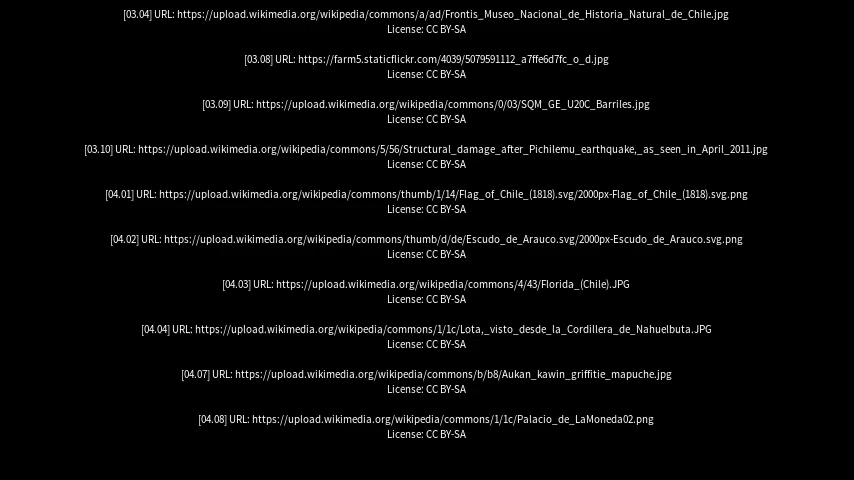 [03.04] URL: https://upload.wikimedia.org/wikipedia/commons/a/ad/Frontis_Museo_Nacional_de_Historia_Natural_de_Chile.jpg
License: CC BY-SA
[03.08] URL: https://farm5.staticflickr.com/4039/5079591112_a7ffe6d7fc_o_d.jpg
License: CC BY-SA
[03.09] URL: https://upload.wikimedia.org/wikipedia/commons/0/03/SQM_GE_U20C_Barriles.jpg
License: CC BY-SA
[03.10] URL: https://upload.wikimedia.org/wikipedia/commons/5/56/Structural_damage_after_Pichilemu_earthquake,_as_seen_in_April_2011.jpg
License: CC BY-SA
[04.01] URL: https://upload.wikimedia.org/wikipedia/commons/thumb/1/14/Flag_of_Chile_(1818).svg/2000px-Flag_of_Chile_(1818).svg.png
License: CC BY-SA
[04.02] URL: https://upload.wikimedia.org/wikipedia/commons/thumb/d/de/Escudo_de_Arauco.svg/2000px-Escudo_de_Arauco.svg.png
License: CC BY-SA
[04.03] URL: https://upload.wikimedia.org/wikipedia/commons/4/43/Florida_(Chile).JPG
License: CC BY-SA
[04.04] URL: https://upload.wikimedia.org/wikipedia/commons/1/1c/Lota,_visto_desde_la_Cordillera_de_Nahuelbuta.JPG
License: CC BY-SA
[04.07] URL: https://upload.wikimedia.org/wikipedia/commons/b/b8/Aukan_kawin_griffitie_mapuche.jpg
License: CC BY-SA
[04.08] URL: https://upload.wikimedia.org/wikipedia/commons/1/1c/Palacio_de_LaMoneda02.png
License: CC BY-SA